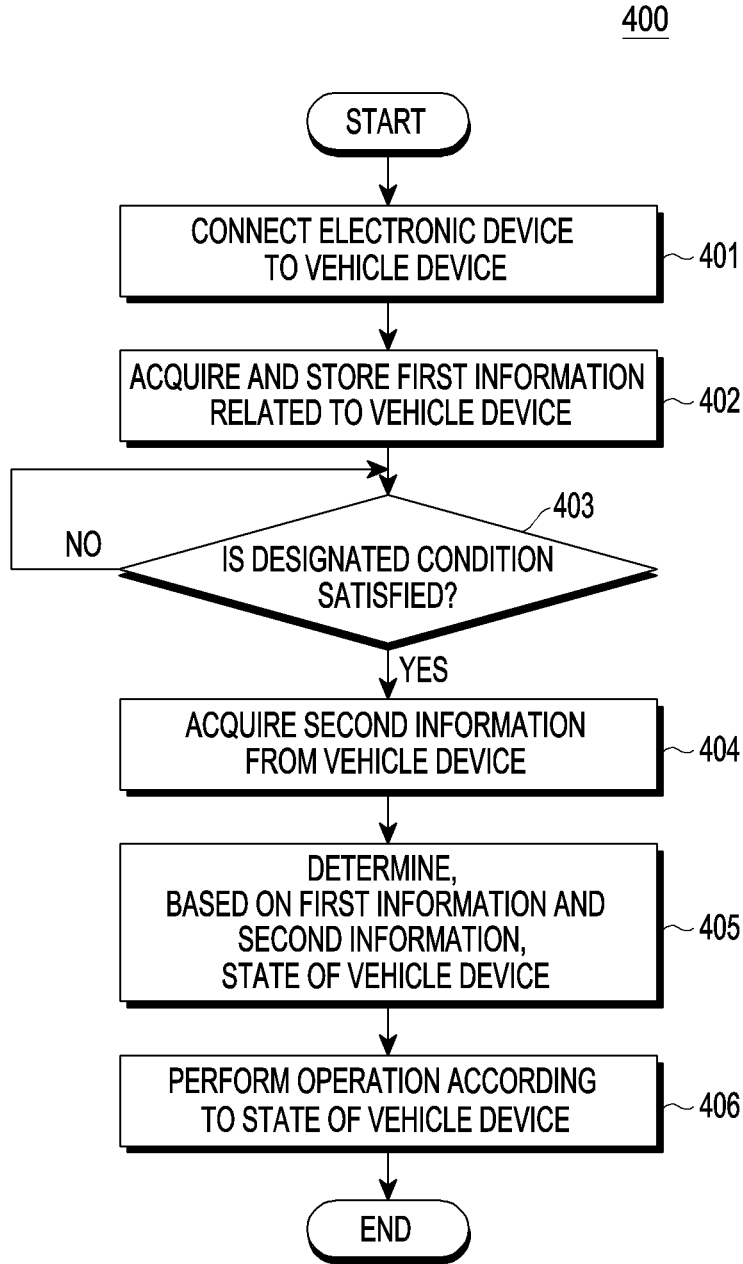 400
START
CONNECT ELECTRONIC DEVICE
TO VEHICLE DEVICE
401
ACQUIRE AND STORE FIRST INFORMATION
RELATED TO VEHICLE DEVICE
402
403
NO
IS DESIGNATED CONDITION
SATISFIED?
YES
ACQUIRE SECOND INFORMATION
FROM VEHICLE DEVICE
404
DETERMINE,
BASED ON FIRST INFORMATION AND
SECOND INFORMATION,
STATE OF VEHICLE DEVICE
405
PERFORM OPERATION ACCORDING
TO STATE OF VEHICLE DEVICE
406
END